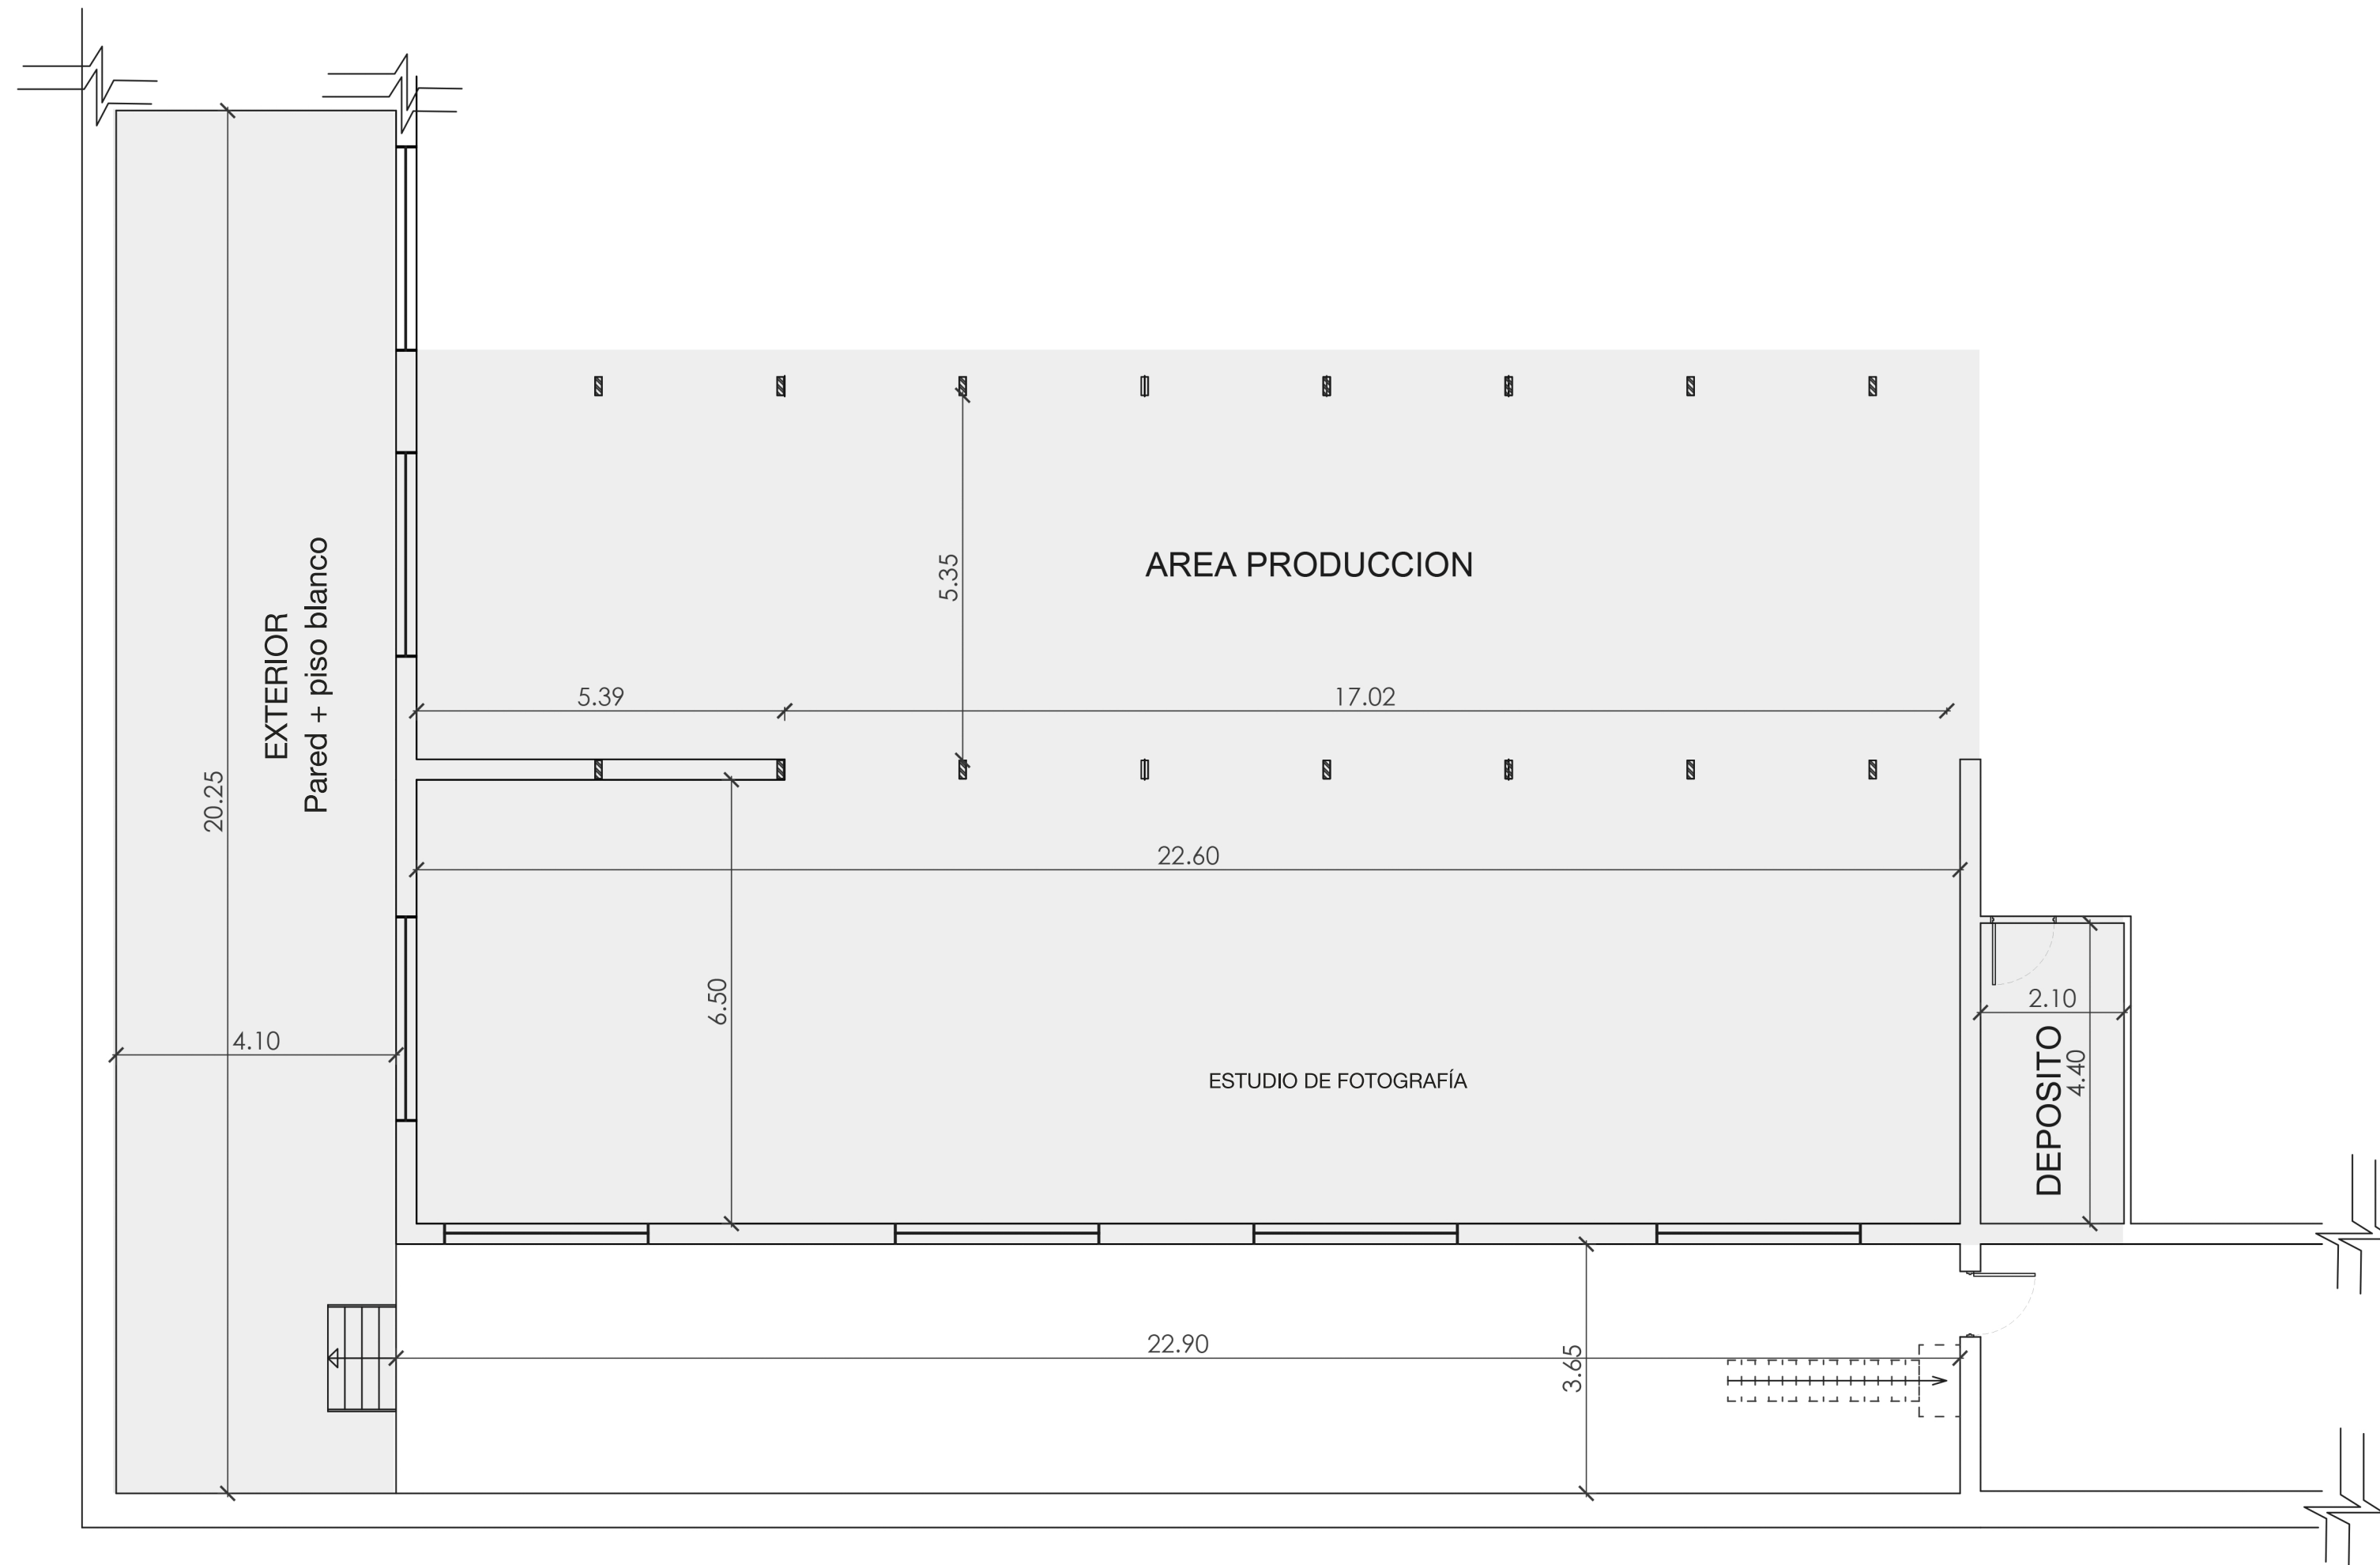 EXTERIOR
Pared + piso blanco
20.25
4.10
AREA PRODUCCION
5.35
5.39
17.02
22.60
6.50
ESTUDIO DE FOTOGRAFÍA
2.10
DEPOSITO
4.40
22.90
3.65